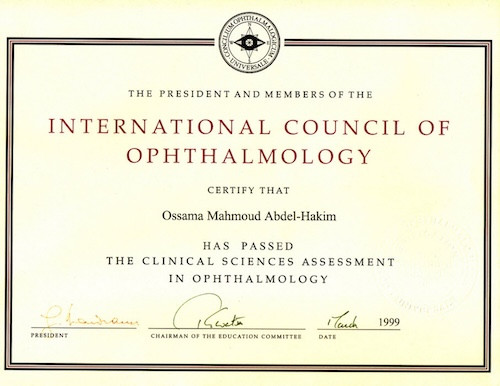 CONCILIUM OPHTHALMOLOGICUM UNIVERSALE
THE PRESIDENT AND MEMBERS OF THE
INTERNATIONAL COUNCIL OF
OPHTHALMOLOGY
CERTIFY THAT
Ossama Mahmoud Abdel-Hakim
HAS PASSED
THE CLINICAL SCIENCES ASSESSMENT
IN OPHTHALMOLOGY
March 1999
PRESIDENT CHAIRMAN OF THE EDUCATION COMMITTEE DATE